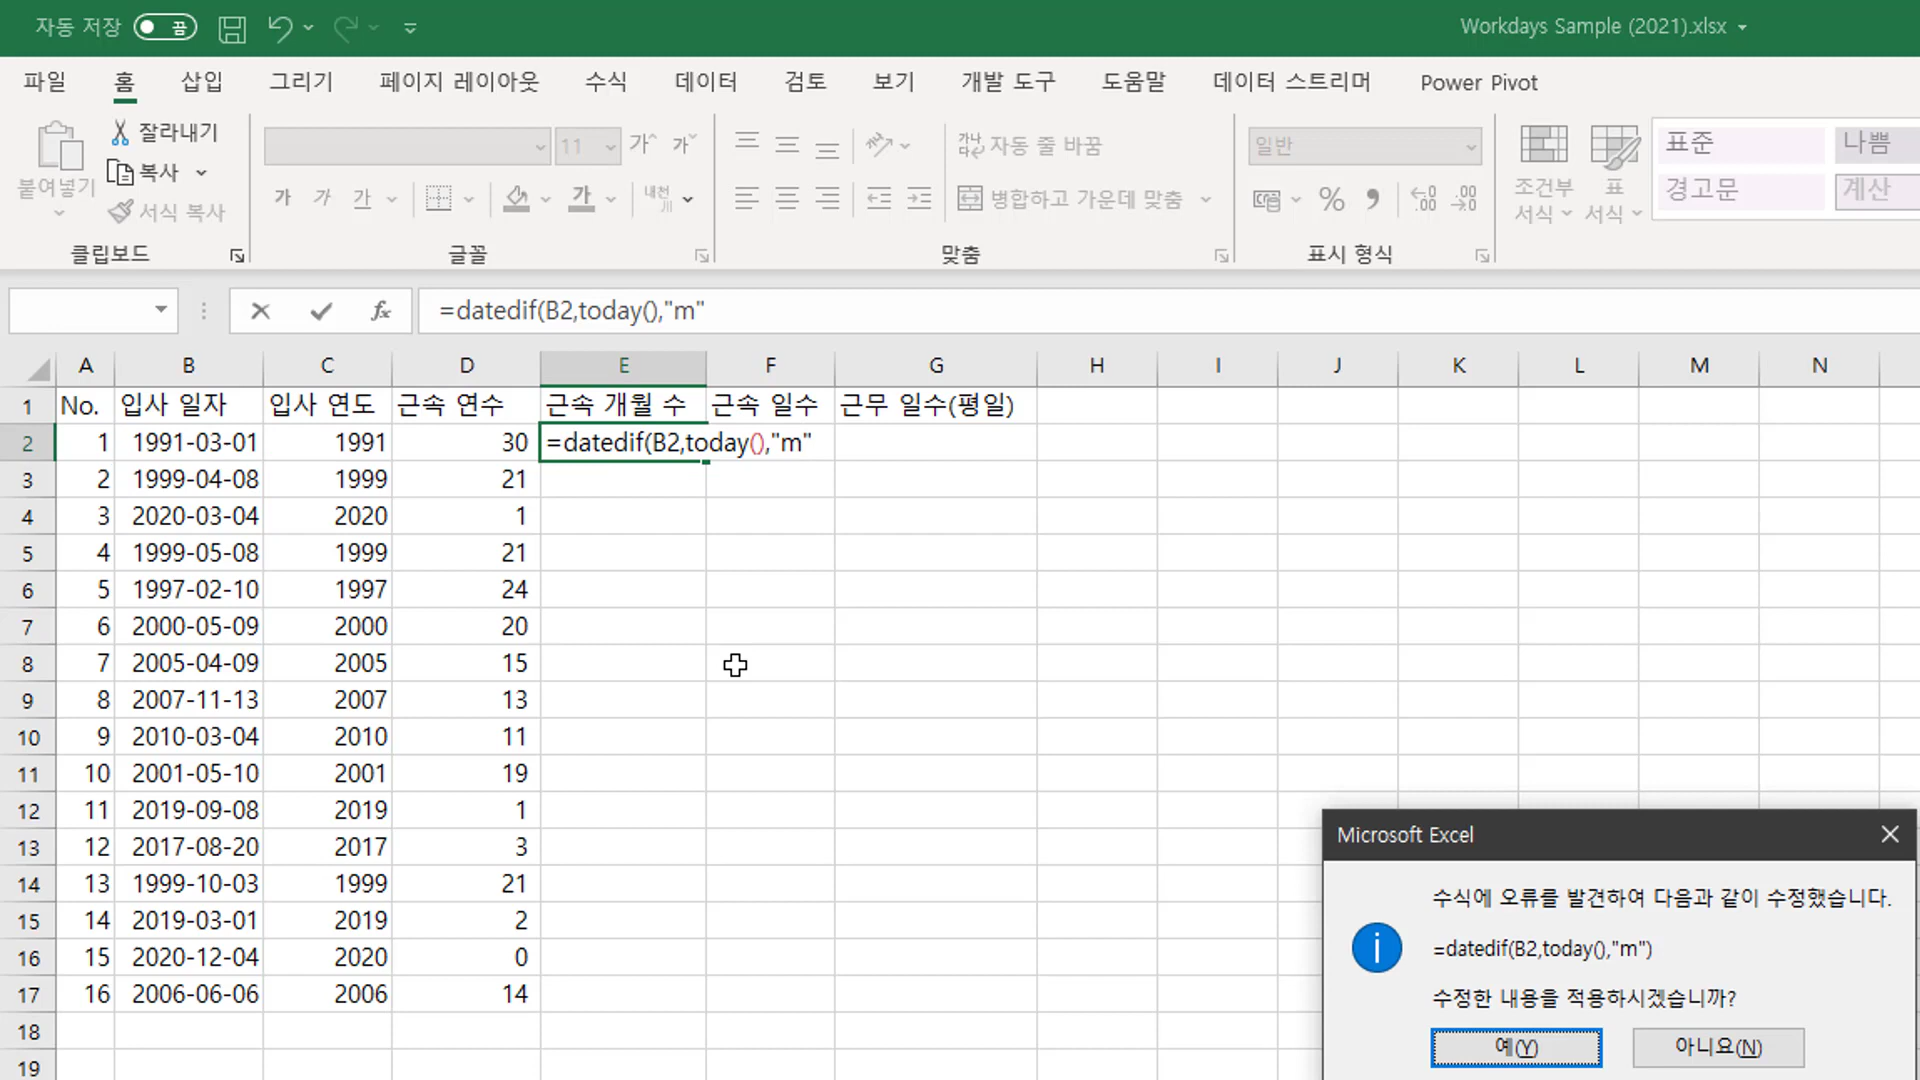 자동 저장 끔 Workdays Sample (2021).xlsx
파일 홈 삽입 그리기 페이지 레이아웃 수식 데이터 검토 보기 개발 도구 도움말 데이터 스트리머 Power Pivot
붙여넣기 잘라내기 복사 서식 복사
클립보드
11 가 가
가 가 간 가 내천
글꼴
자동 줄 바꿈
병합하고 가운데 맞춤
맞춤
일반
% , .00
표시 형식
조건부 서식
표 서식
표준 나쁨
경고문 계산
fx =datedif(B2,today(),"m"
A B C D E F G H I J K L M N
1 No. 입사 일자 입사 연도 근속 연수 근속 개월 수 근속 일수 근무 일수(평일)
2 1 1991-03-01 1991 30 =datedif(B2,today(),"m"
3 2 1999-04-08 1999 21
4 3 2020-03-04 2020 1
5 4 1999-05-08 1999 21
6 5 1997-02-10 1997 24
7 6 2000-05-09 2000 20
8 7 2005-04-09 2005 15
9 8 2007-11-13 2007 13
10 9 2010-03-04 2010 11
11 10 2001-05-10 2001 19
12 11 2019-09-08 2019 1
13 12 2017-08-20 2017 3
14 13 1999-10-03 1999 21
15 14 2019-03-01 2019 2
16 15 2020-12-04 2020 0
17 16 2006-06-06 2006 14
18
19
Microsoft Excel
수식에 오류를 발견하여 다음과 같이 수정했습니다.
=datedif(B2,today(),"m")
수정한 내용을 적용하시겠습니까?
예(Y) 아니요(N)